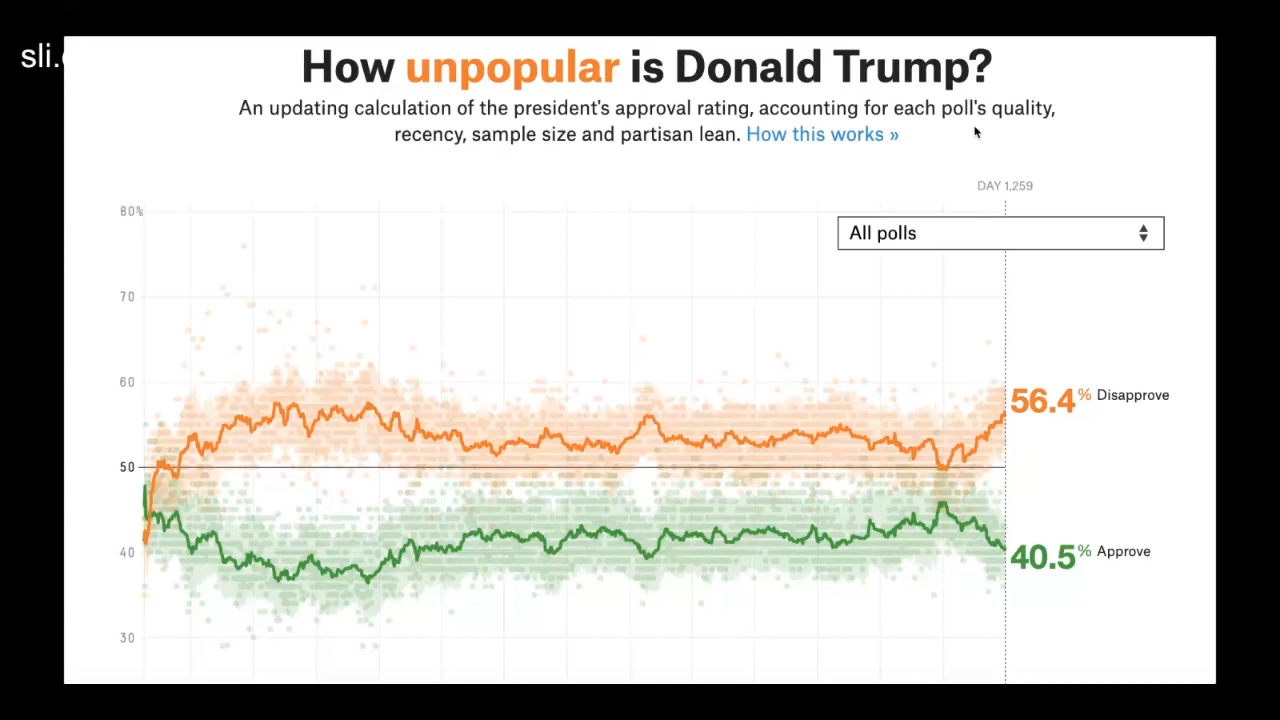 sli.
How unpopular is Donald Trump?
An updating calculation of the president's approval rating, accounting for each poll's quality,
recency, sample size and partisan lean. How this works »
DAY 1,259
80%
All polls
70
60
56.4% Disapprove
50
40
40.5% Approve
30